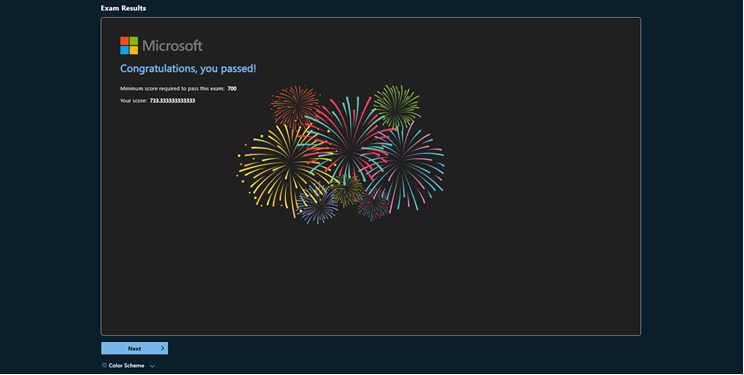 Exam Results
Microsoft
Congratulations, you passed!
Minimum score required to pass this exam: 700
Your score: 733.333333333333
Next
Color Scheme